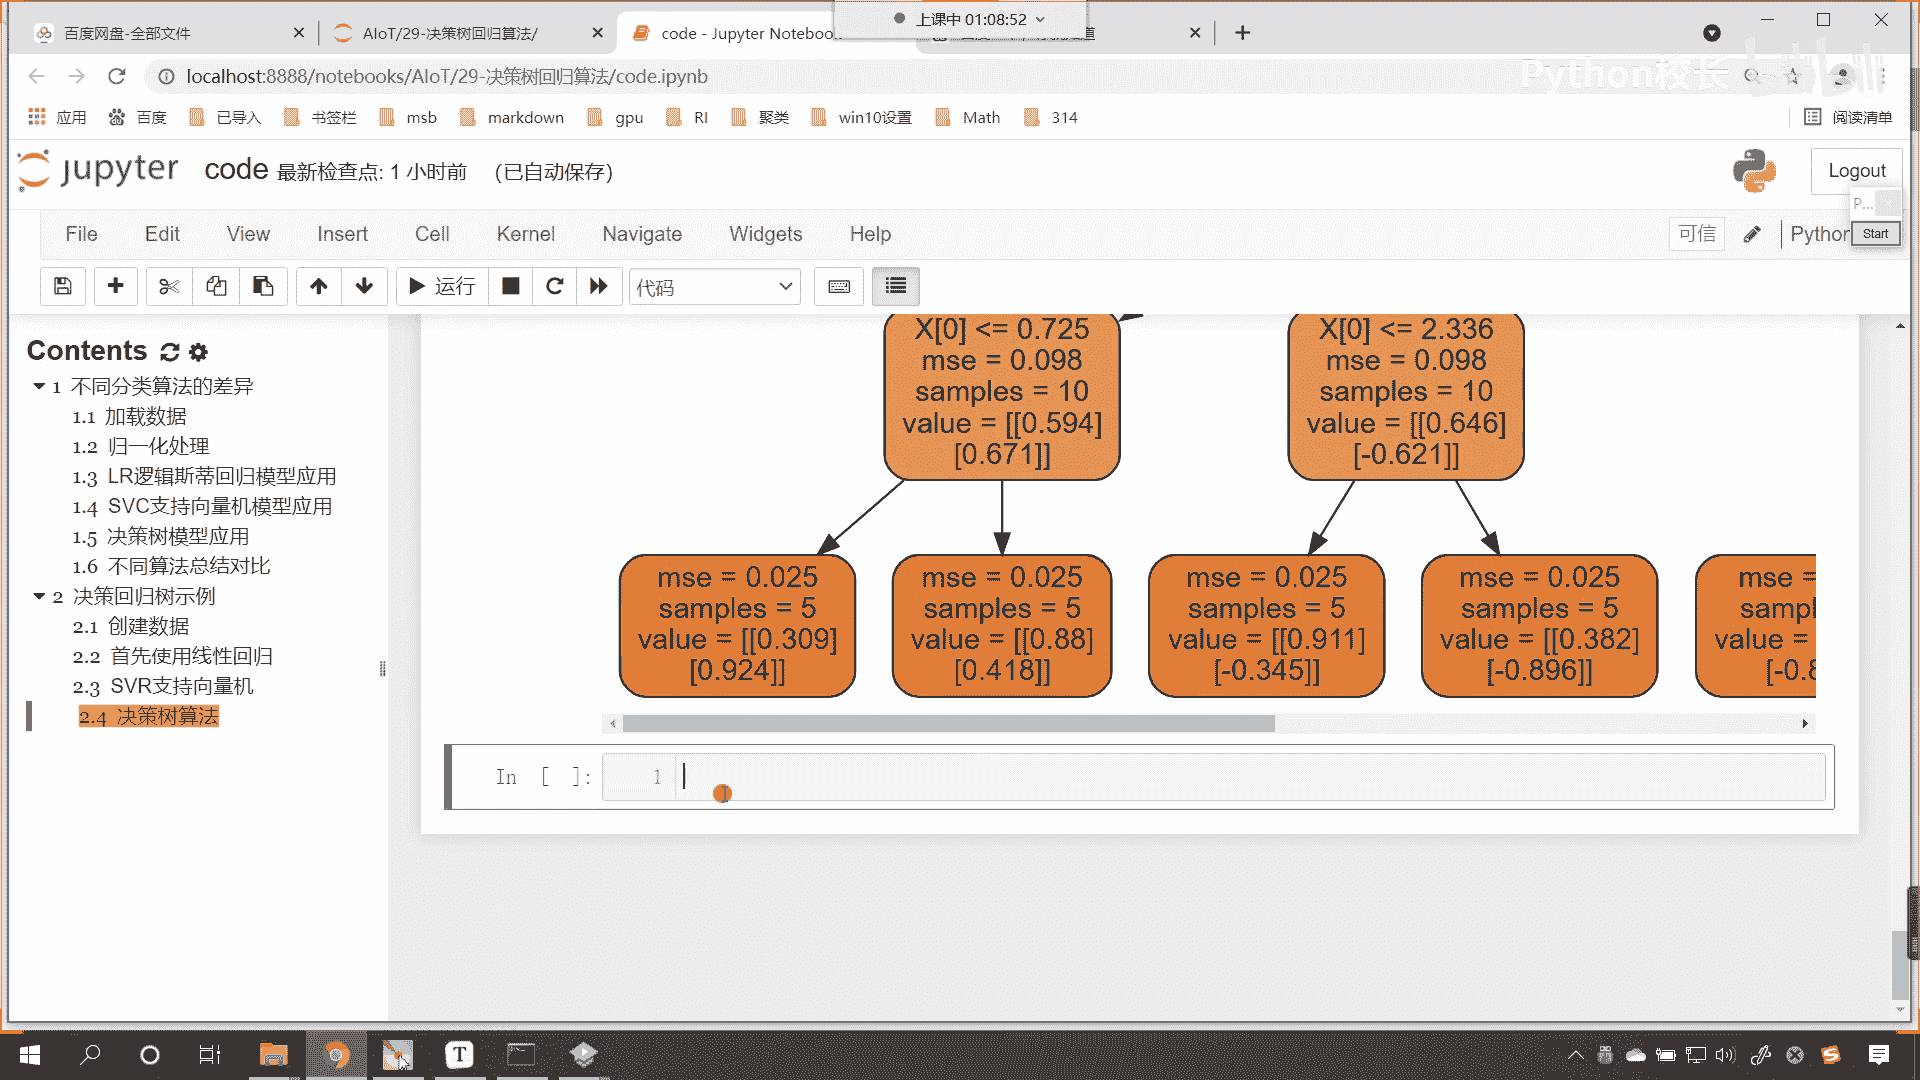 上课中 01:08:52
百度网盘-全部文件
AIoT/29-决策树回归算法/
code - Jupyter Noteboo
localhost:8888/notebooks/AIoT/29-决策树回归算法/code.ipynb
Python校长
应用 百度 已导入 书签栏 msb markdown gpu RI 聚类 win10设置 Math 314 阅读清单
jupyter code 最新检查点: 1 小时前 (已自动保存)
Logout
P...
File Edit View Insert Cell Kernel Navigate Widgets Help 可信 Python
Start
运行 代码
Contents
1 不同分类算法的差异
1.1 加载数据
1.2 归一化处理
1.3 LR逻辑斯蒂回归模型应用
1.4 SVC支持向量机模型应用
1.5 决策树模型应用
1.6 不同算法总结对比
2 决策回归树示例
2.1 创建数据
2.2 首先使用线性回归
2.3 SVR支持向量机
2.4 决策树算法
X[0] <= 0.725
mse = 0.098
samples = 10
value = [[0.594]
[0.671]]
X[0] <= 2.336
mse = 0.098
samples = 10
value = [[0.646]
[-0.621]]
mse = 0.025
samples = 5
value = [[0.309]
[0.924]]
mse = 0.025
samples = 5
value = [[0.88]
[0.418]]
mse = 0.025
samples = 5
value = [[0.911]
[-0.345]]
mse = 0.025
samples = 5
value = [[0.382]
[-0.896]]
mse =
samp
value =
[-0.8
In [ ]: 1